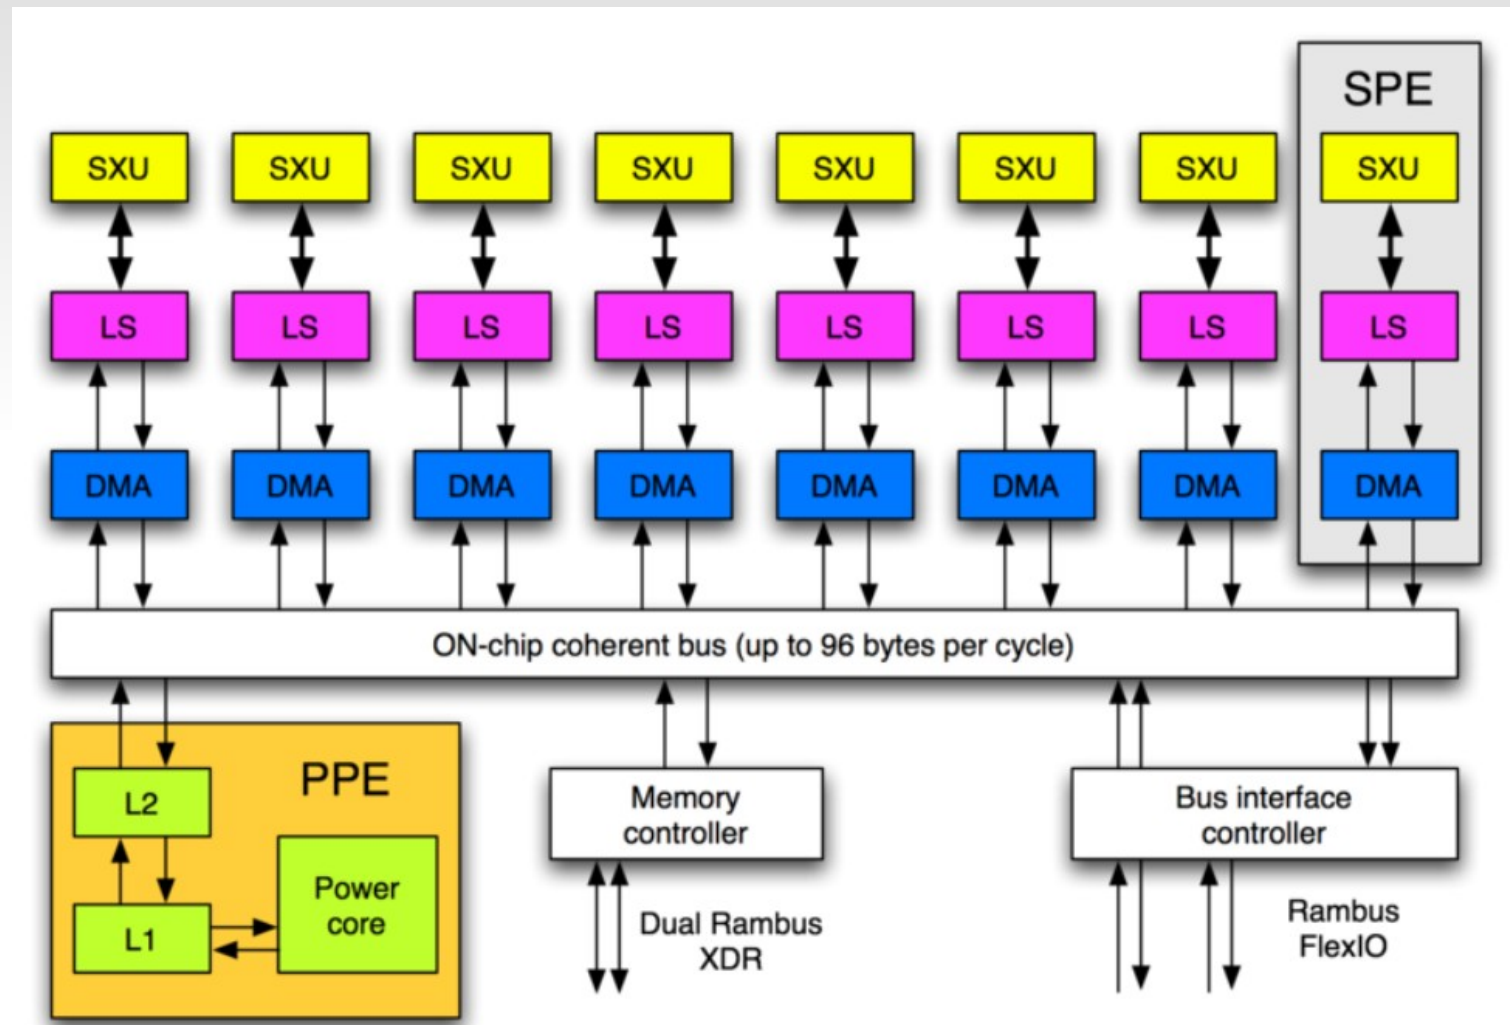 SPE
SXU SXU SXU SXU SXU SXU SXU SXU
LS LS LS LS LS LS LS LS
DMA DMA DMA DMA DMA DMA DMA DMA
ON-chip coherent bus (up to 96 bytes per cycle)
PPE
L2
L1
Power
core
Memory
controller
Dual Rambus
XDR
Bus interface
controller
Rambus
FlexIO